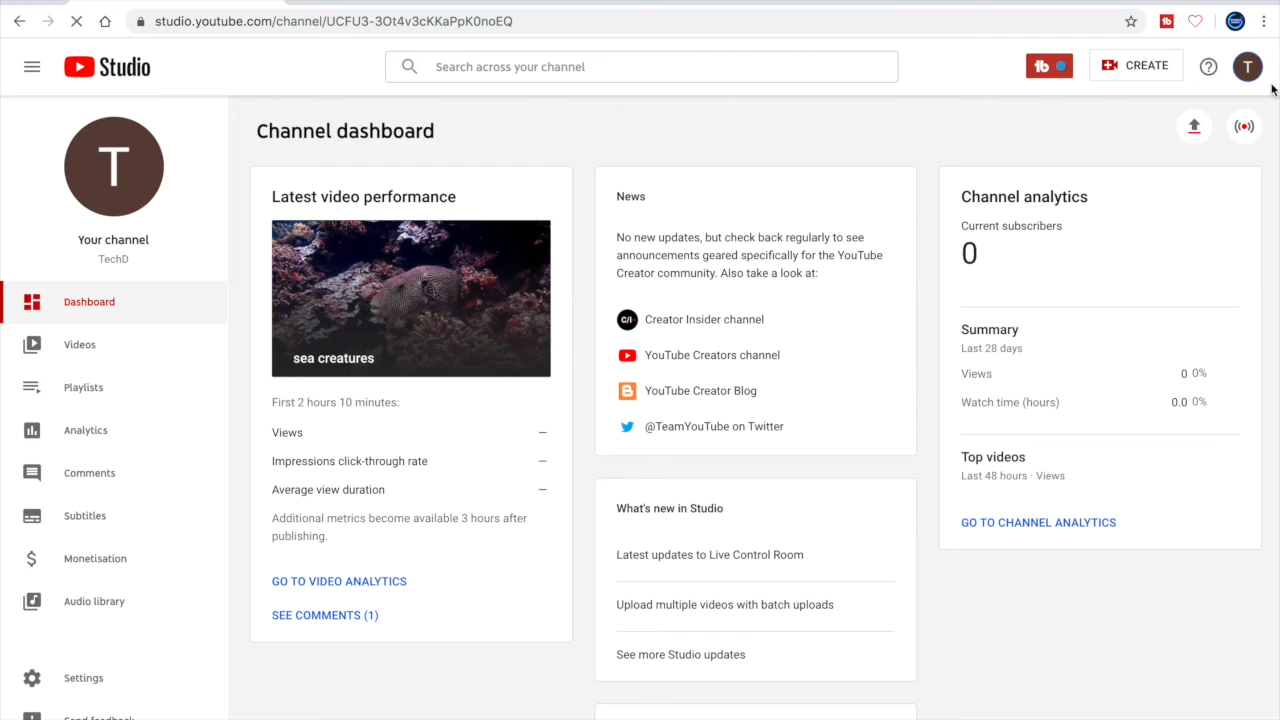 studio.youtube.com/channel/UCFU3-3Ot4v3cKKaPpK0noEQ
Studio
Search across your channel
tb
CREATE
T
T
Your channel
TechD
Dashboard
Videos
Playlists
Analytics
Comments
Subtitles
Monetisation
Audio library
Settings
Send feedback
Channel dashboard
Latest video performance
sea creatures
First 2 hours 10 minutes:
Views —
Impressions click-through rate —
Average view duration —
Additional metrics become available 3 hours after
publishing.
GO TO VIDEO ANALYTICS
SEE COMMENTS (1)
News
No new updates, but check back regularly to see
announcements geared specifically for the YouTube
Creator community. Also take a look at:
C/I Creator Insider channel
YouTube Creators channel
YouTube Creator Blog
@TeamYouTube on Twitter
What's new in Studio
Latest updates to Live Control Room
Upload multiple videos with batch uploads
See more Studio updates
Channel analytics
Current subscribers
0
Summary
Last 28 days
Views 0 0%
Watch time (hours) 0.0 0%
Top videos
Last 48 hours · Views
GO TO CHANNEL ANALYTICS